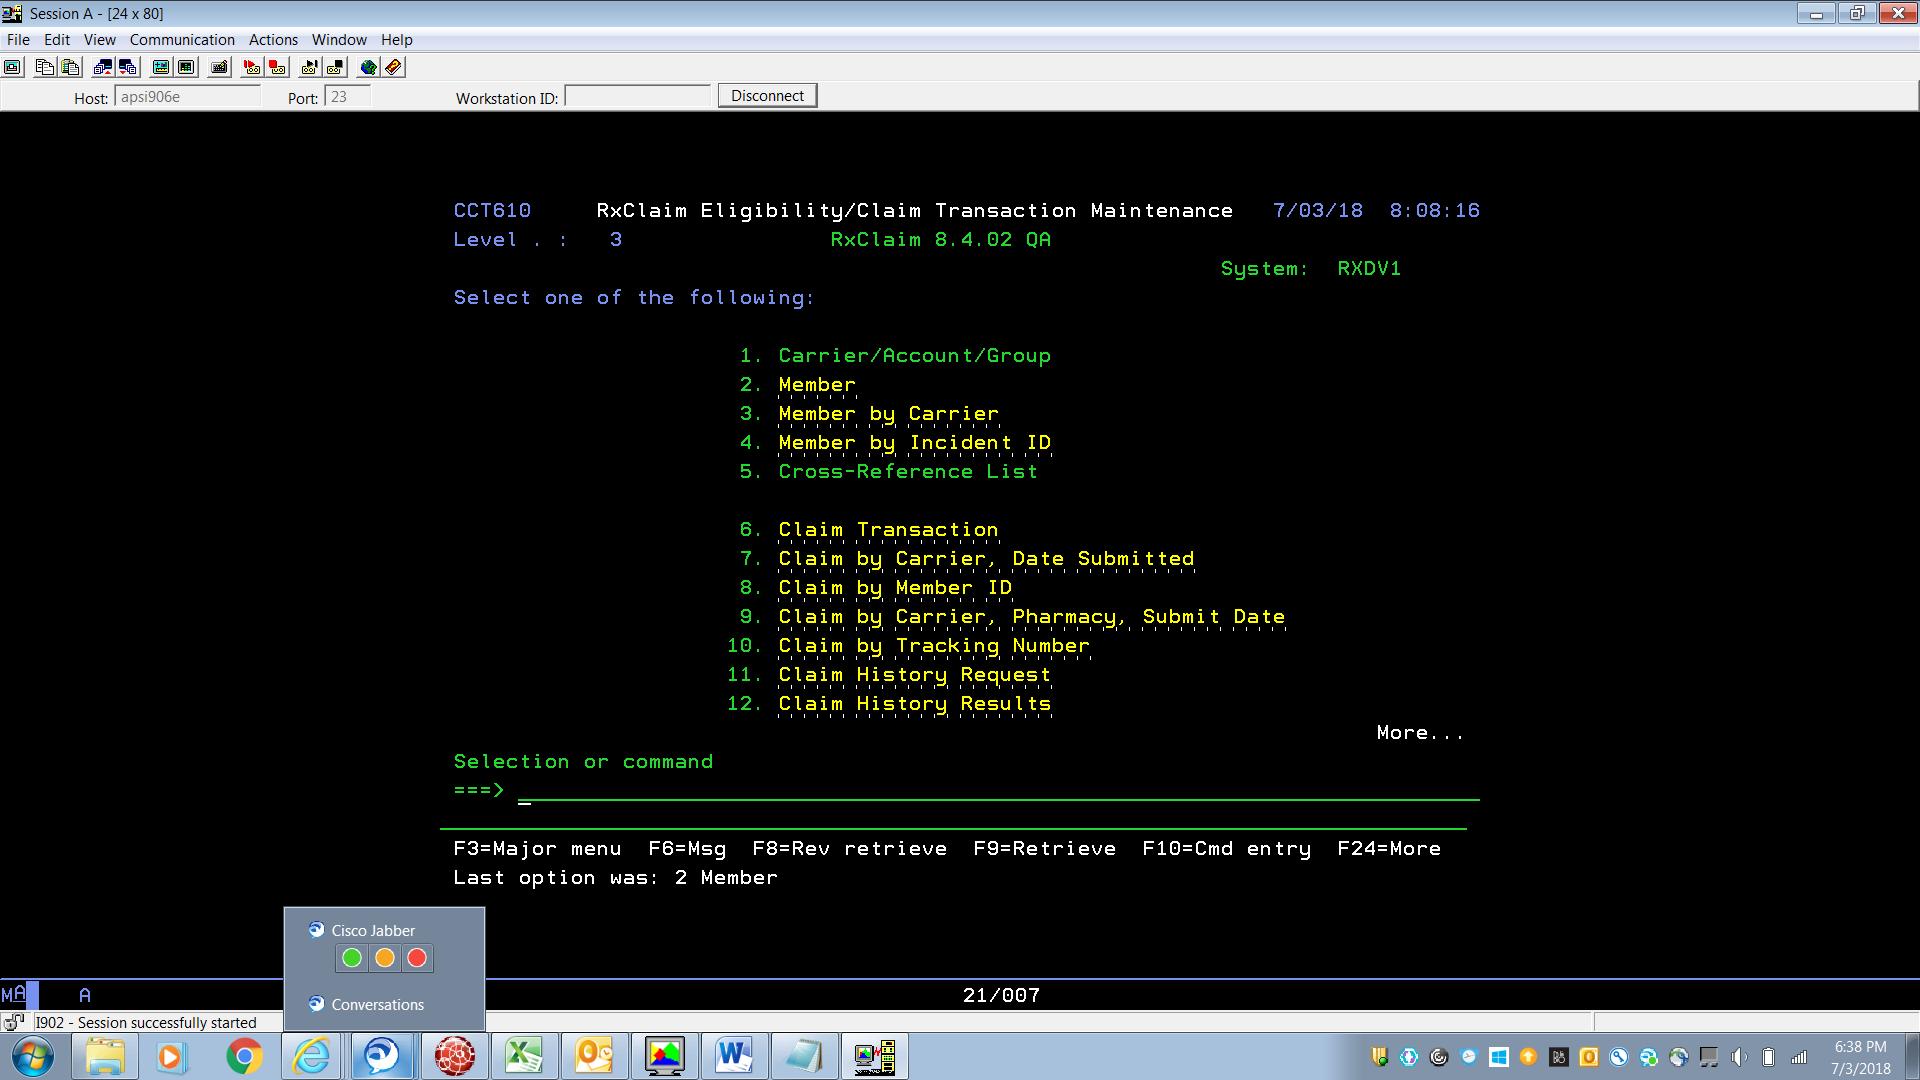 Session A - [24 x 80]
File Edit View Communication Actions Window Help
Host: apsi906e Port: 23 Workstation ID: Disconnect
CCT610 RxClaim Eligibility/Claim Transaction Maintenance 7/03/18 8:08:16
Level . : 3 RxClaim 8.4.02 QA
System: RXDV1
Select one of the following:
1. Carrier/Account/Group
2. Member
3. Member by Carrier
4. Member by Incident ID
5. Cross-Reference List
6. Claim Transaction
7. Claim by Carrier, Date Submitted
8. Claim by Member ID
9. Claim by Carrier, Pharmacy, Submit Date
10. Claim by Tracking Number
11. Claim History Request
12. Claim History Results
More...
Selection or command
===>
F3=Major menu F6=Msg F8=Rev retrieve F9=Retrieve F10=Cmd entry F24=More
Last option was: 2 Member
Cisco Jabber
Conversations
MA A 21/007
I902 - Session successfully started
6:38 PM
7/3/2018